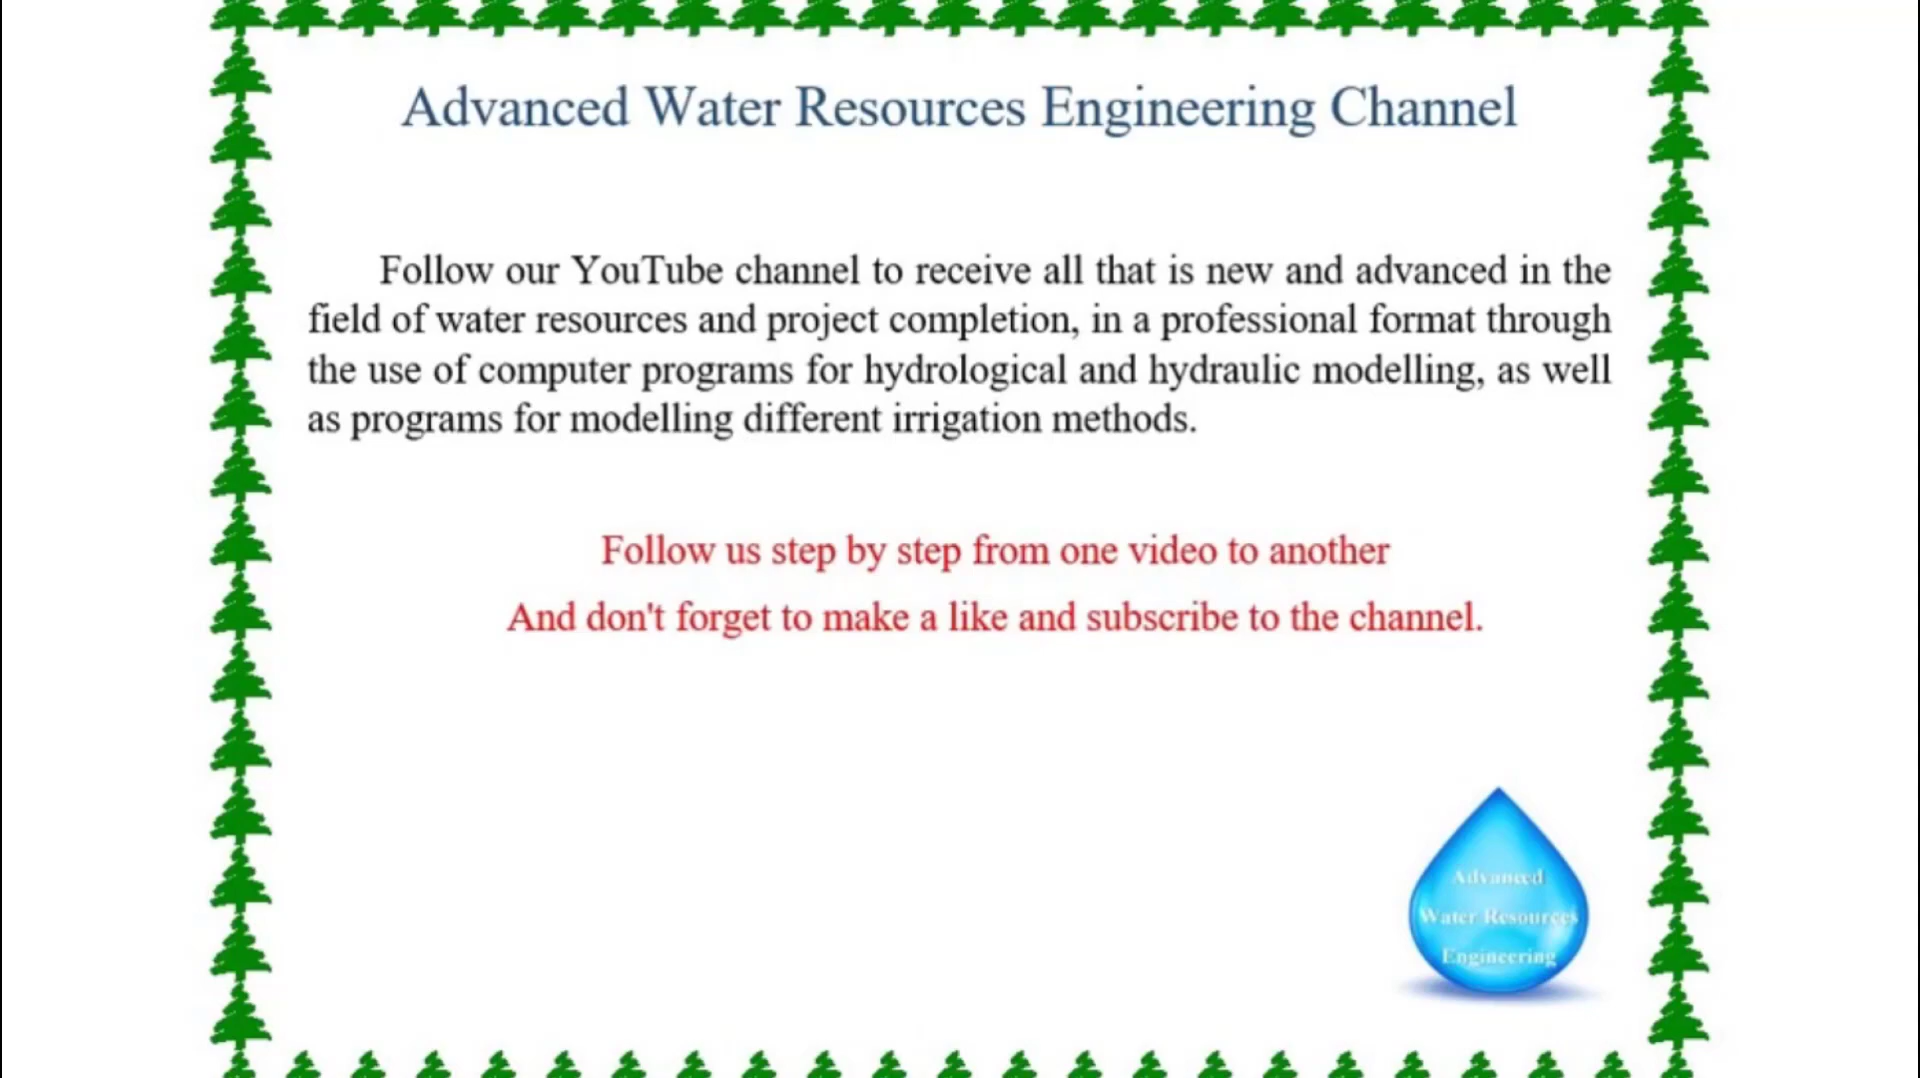 Advanced Water Resources Engineering Channel
Follow our YouTube channel to receive all that is new and advanced in the
field of water resources and project completion, in a professional format through
the use of computer programs for hydrological and hydraulic modelling, as well
as programs for modelling different irrigation methods.
Follow us step by step from one video to another
And don't forget to make a like and subscribe to the channel.
Advanced
Water Resources
Engineering